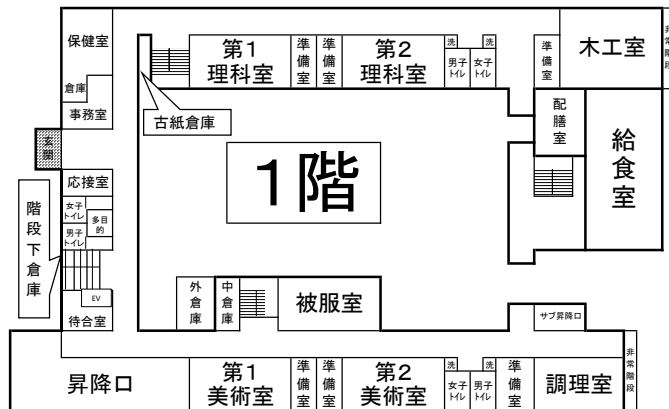 保健室
倉庫
事務室
玄関
応接室
女子
トイレ
多目
的
男子
トイレ
階段下倉庫
EV
待合室
昇降口
古紙倉庫
第1
理科室
準備室
準備室
第2
理科室
洗
洗
男子
トイレ
女子
トイレ
準備室
木工室
非常階段
配膳室
給食室
1階
外倉庫
中倉庫
被服室
サブ昇降口
第1
美術室
準備室
準備室
第2
美術室
洗
洗
女子
トイレ
男子
トイレ
準備室
調理室
非常階段